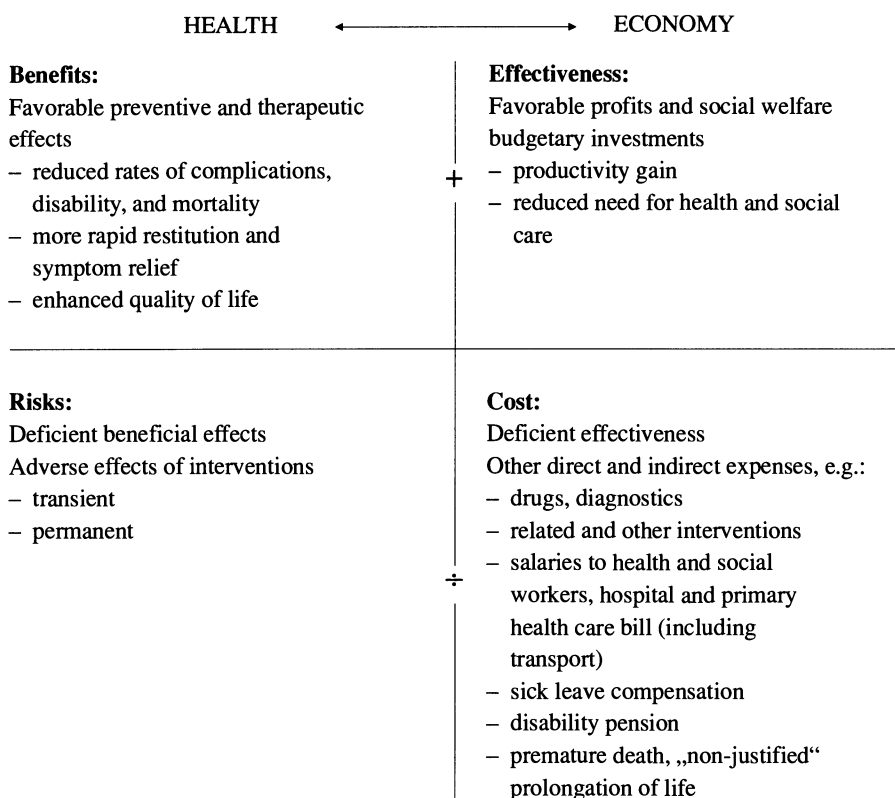 HEALTH ECONOMY
Benefits:
Favorable preventive and therapeutic
effects
– reduced rates of complications,
disability, and mortality
– more rapid restitution and
symptom relief
– enhanced quality of life
Effectiveness:
Favorable profits and social welfare
budgetary investments
– productivity gain
– reduced need for health and social
care
+
Risks:
Deficient beneficial effects
Adverse effects of interventions
– transient
– permanent
÷
Cost:
Deficient effectiveness
Other direct and indirect expenses, e.g.:
– drugs, diagnostics
– related and other interventions
– salaries to health and social
workers, hospital and primary
health care bill (including
transport)
– sick leave compensation
– disability pension
– premature death, „non-justified“
prolongation of life